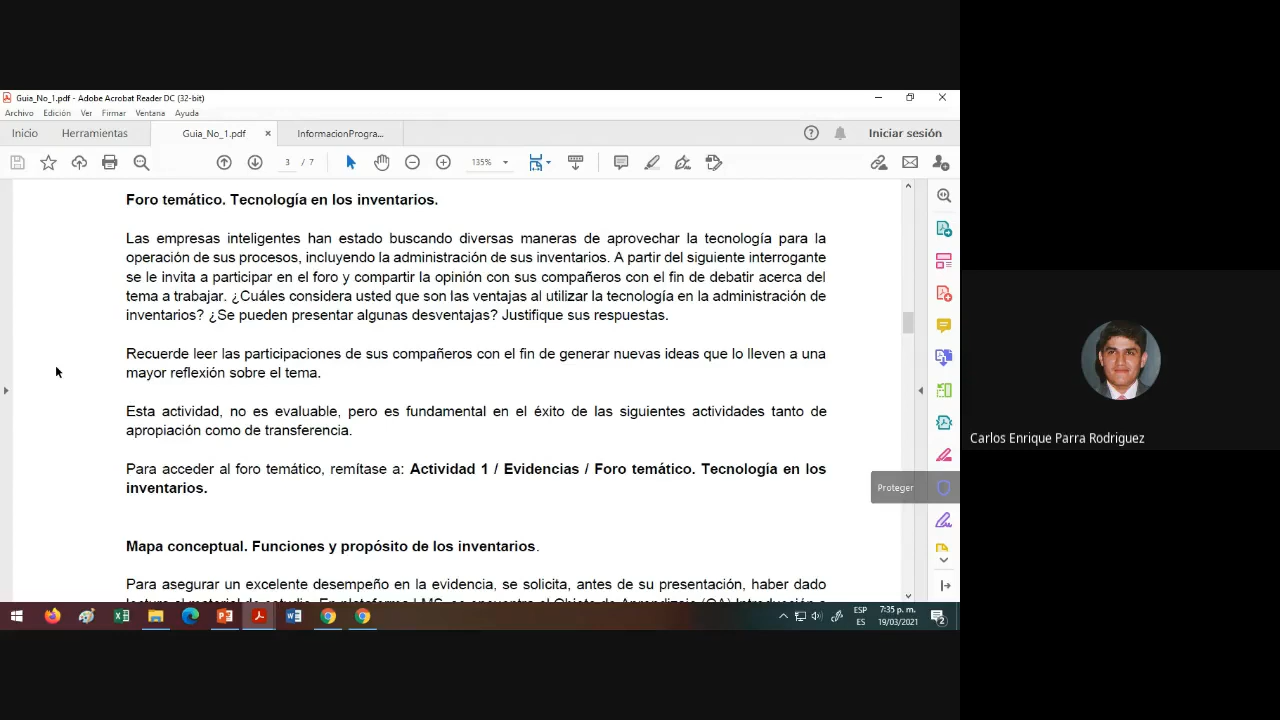 Guia_No_1.pdf - Adobe Acrobat Reader DC (32-bit)
Archivo Edición Ver Firmar Ventana Ayuda
Inicio Herramientas Guia_No_1.pdf × InformacionProgra... Iniciar sesión
3 / 7 135%
Foro temático. Tecnología en los inventarios.
Las empresas inteligentes han estado buscando diversas maneras de aprovechar la tecnología para la
operación de sus procesos, incluyendo la administración de sus inventarios. A partir del siguiente interrogante
se le invita a participar en el foro y compartir la opinión con sus compañeros con el fin de debatir acerca del
tema a trabajar. ¿Cuáles considera usted que son las ventajas al utilizar la tecnología en la administración de
inventarios? ¿Se pueden presentar algunas desventajas? Justifique sus respuestas.
Recuerde leer las participaciones de sus compañeros con el fin de generar nuevas ideas que lo lleven a una
mayor reflexión sobre el tema.
Esta actividad, no es evaluable, pero es fundamental en el éxito de las siguientes actividades tanto de
apropiación como de transferencia.
Para acceder al foro temático, remítase a: Actividad 1 / Evidencias / Foro temático. Tecnología en los
inventarios.
Proteger
Mapa conceptual. Funciones y propósito de los inventarios.
Para asegurar un excelente desempeño en la evidencia, se solicita, antes de su presentación, haber dado
Carlos Enrique Parra Rodriguez
ESP
ES
7:35 p. m.
19/03/2021
2